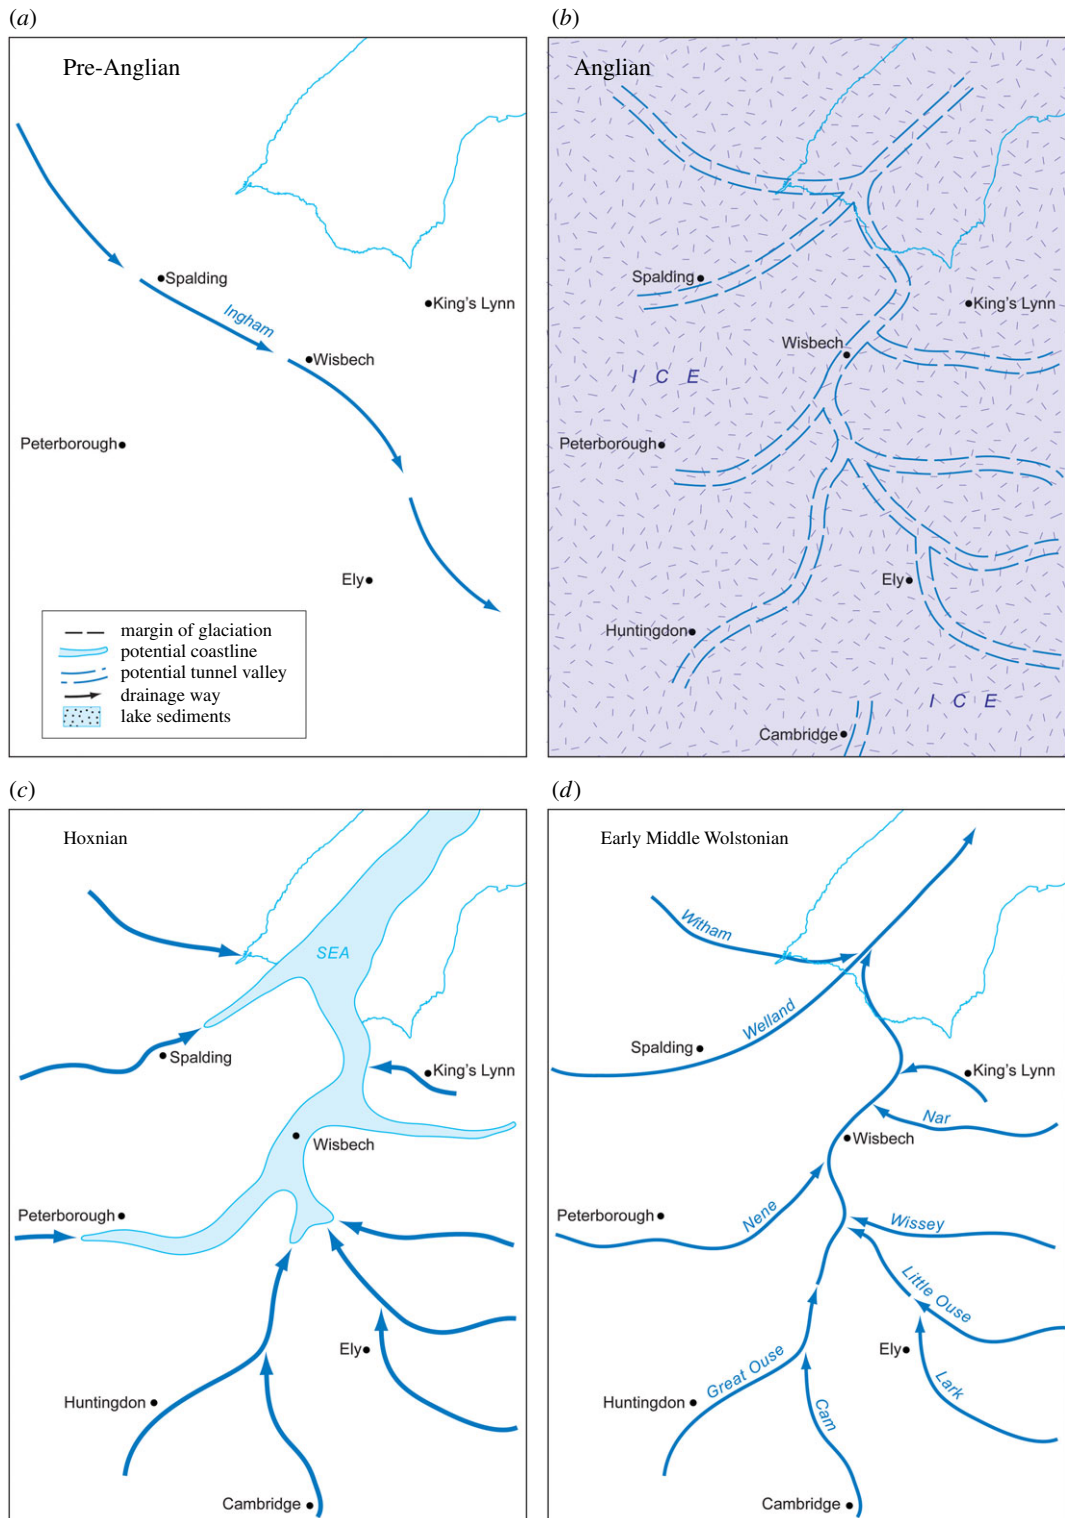 (a)
Pre-Anglian
Spalding
Ingham
King's Lynn
Wisbech
Peterborough
Ely
margin of glaciation
potential coastline
potential tunnel valley
drainage way
lake sediments
(b)
Anglian
Spalding
King's Lynn
Wisbech
I C E
Peterborough
Ely
Huntingdon
I C E
Cambridge
(c)
Hoxnian
SEA
Spalding
King's Lynn
Wisbech
Peterborough
Ely
Huntingdon
Cambridge
(d)
Early Middle Wolstonian
Witham
Welland
Spalding
King's Lynn
Nar
Wisbech
Peterborough
Nene
Wissey
Little Ouse
Ely
Great Ouse
Lark
Huntingdon
Cam
Cambridge